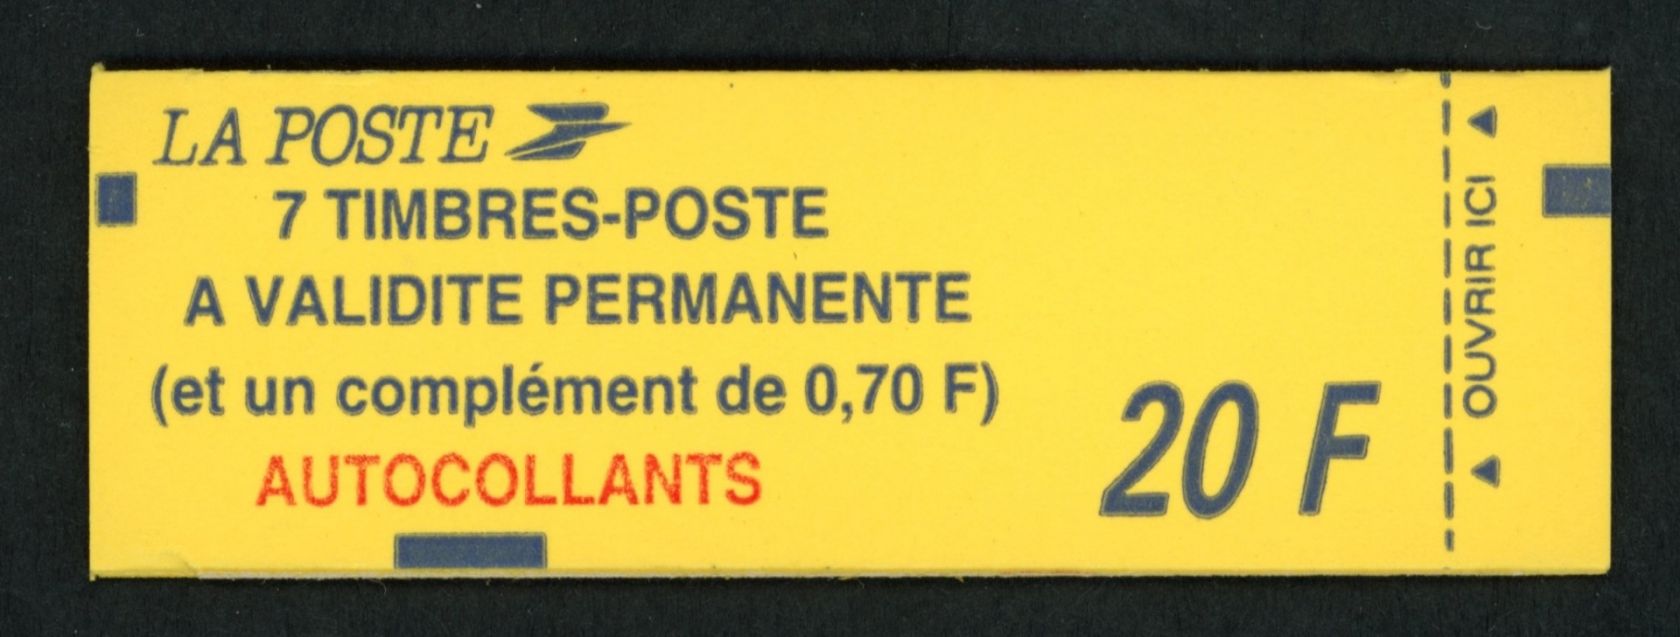 LA POSTE
7 TIMBRES-POSTE
A VALIDITE PERMANENTE
(et un complément de 0,70 F)
AUTOCOLLANTS
20 F
OUVRIR ICI